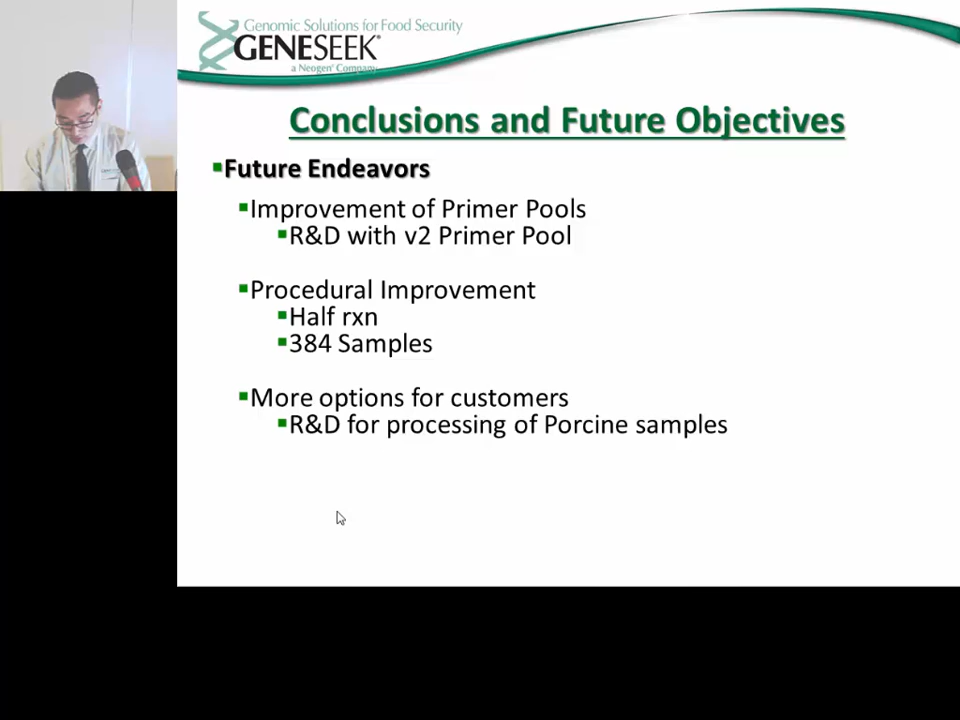 Genomic Solutions for Food Security
GENESEEK
a Neogen® Company
Conclusions and Future Objectives
Future Endeavors
Improvement of Primer Pools
R&D with v2 Primer Pool
Procedural Improvement
Half rxn
384 Samples
More options for customers
R&D for processing of Porcine samples